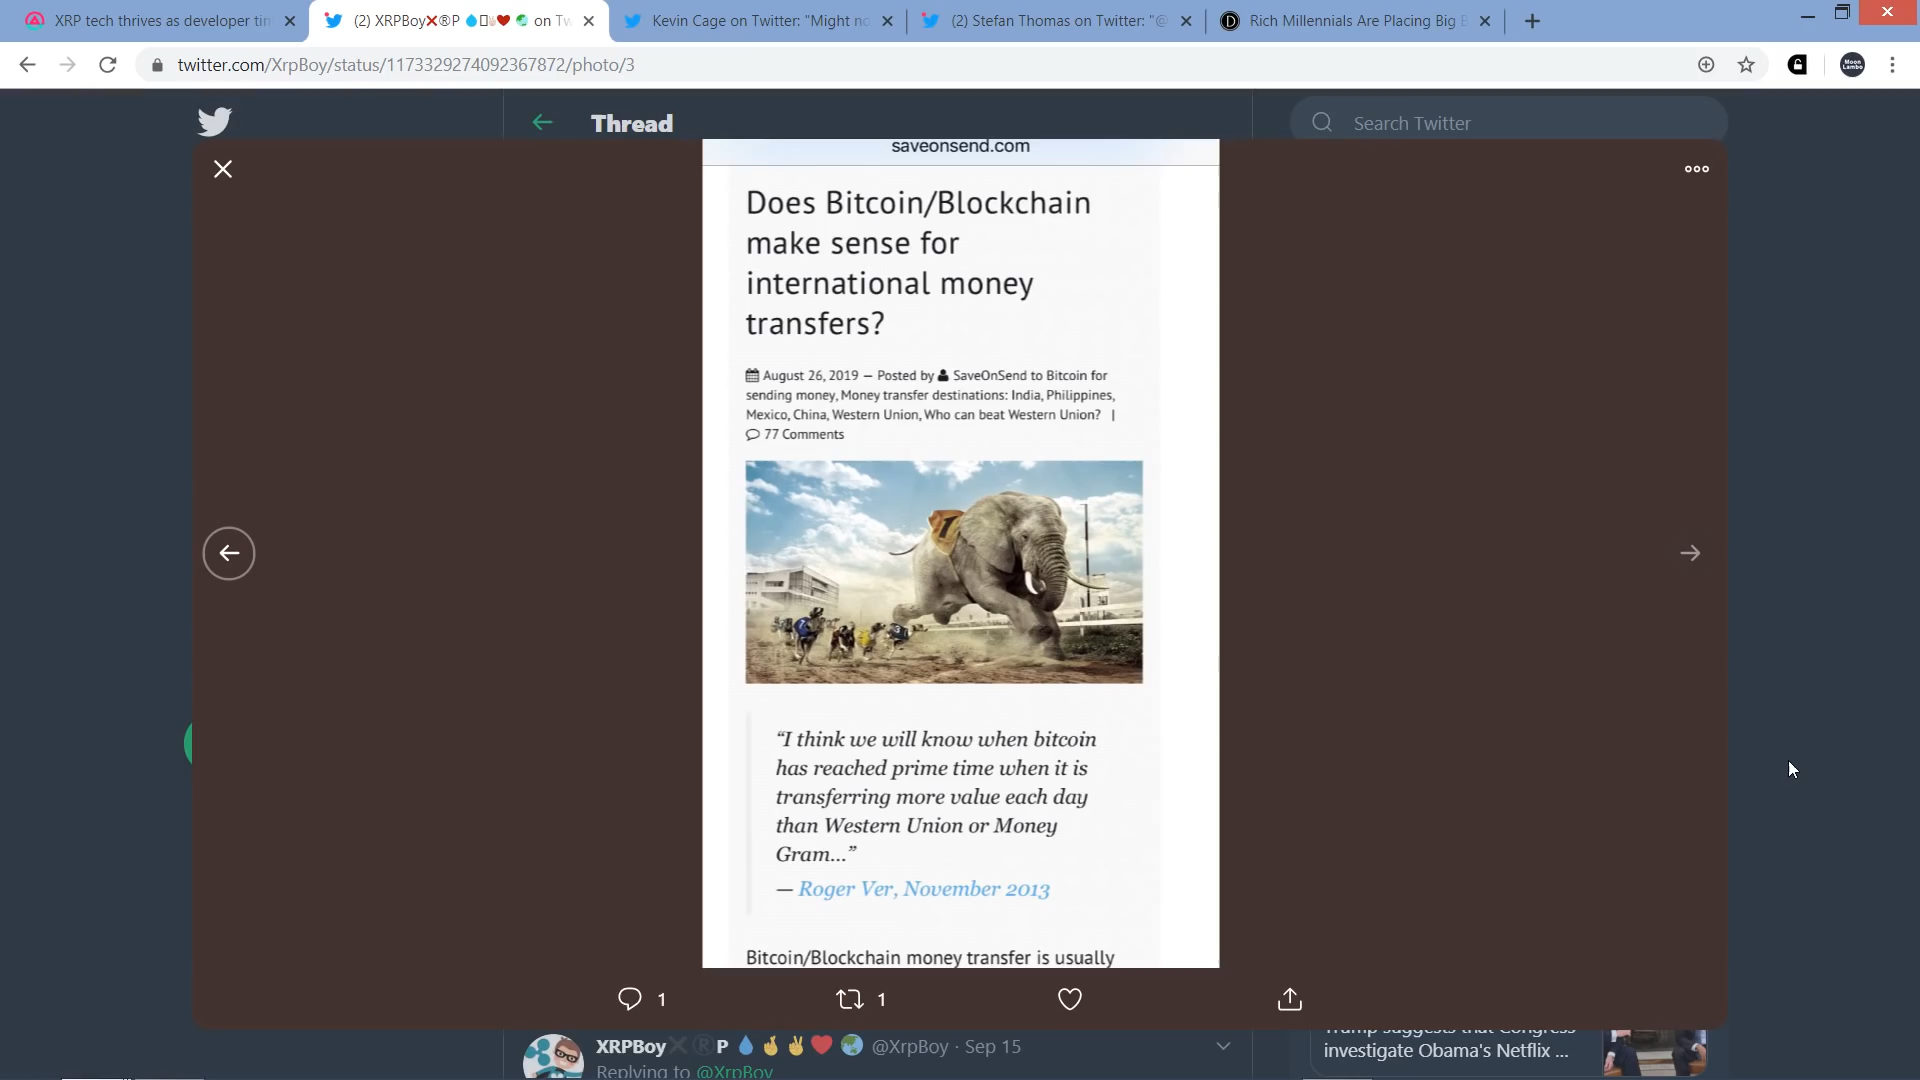 XRP tech thrives as developer tin
(2) XRPBoy❌®P on Tw
Kevin Cage on Twitter: "Might no
(2) Stefan Thomas on Twitter: "@
Rich Millennials Are Placing Big B
twitter.com/XrpBoy/status/1173329274092367872/photo/3
Thread
Search Twitter
saveonsend.com
Does Bitcoin/Blockchain
make sense for
international money
transfers?
August 26, 2019 — Posted by SaveOnSend to Bitcoin for
sending money, Money transfer destinations: India, Philippines,
Mexico, China, Western Union, Who can beat Western Union? |
77 Comments
1
“I think we will know when bitcoin
has reached prime time when it is
transferring more value each day
than Western Union or Money
Gram...”
— Roger Ver, November 2013
Bitcoin/Blockchain money transfer is usually
1
1
XRPBoy❌®P 💧🤞✌❤🌏 @XrpBoy · Sep 15
Replying to @XrpBoy
Trump suggests that Congress
investigate Obama's Netflix ...